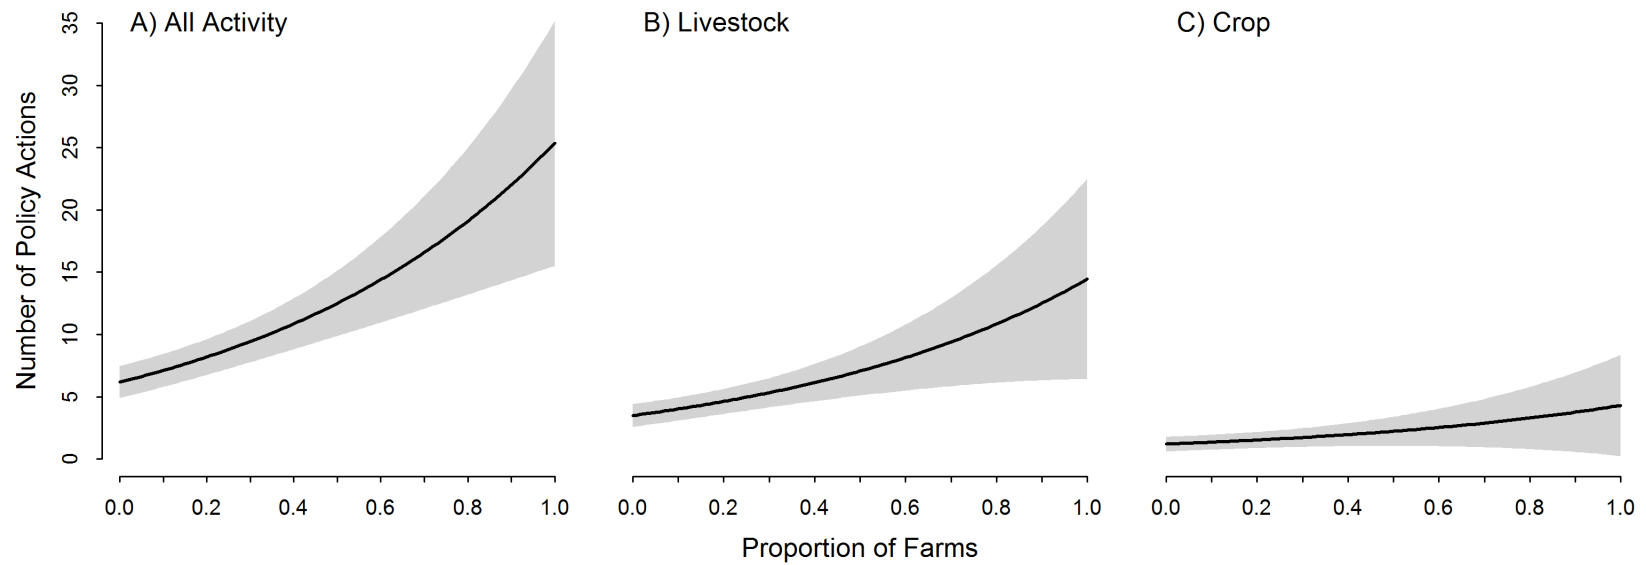 A) All Activity
B) Livestock
C) Crop
Number of Policy Actions
35
30
25
20
15
10
5
0
0.0 0.2 0.4 0.6 0.8 1.0
0.0 0.2 0.4 0.6 0.8 1.0
0.0 0.2 0.4 0.6 0.8 1.0
Proportion of Farms